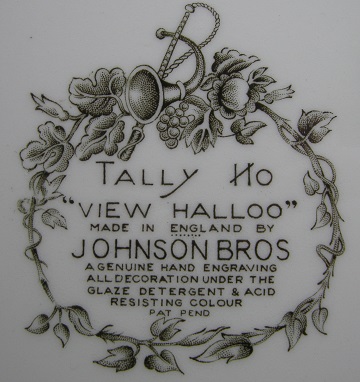 TALLY HO
"VIEW HALLOO"
MADE IN ENGLAND BY
JOHNSON BROS
A GENUINE HAND ENGRAVING
ALL DECORATION UNDER THE
GLAZE DETERGENT & ACID
RESISTING COLOUR
PAT PEND